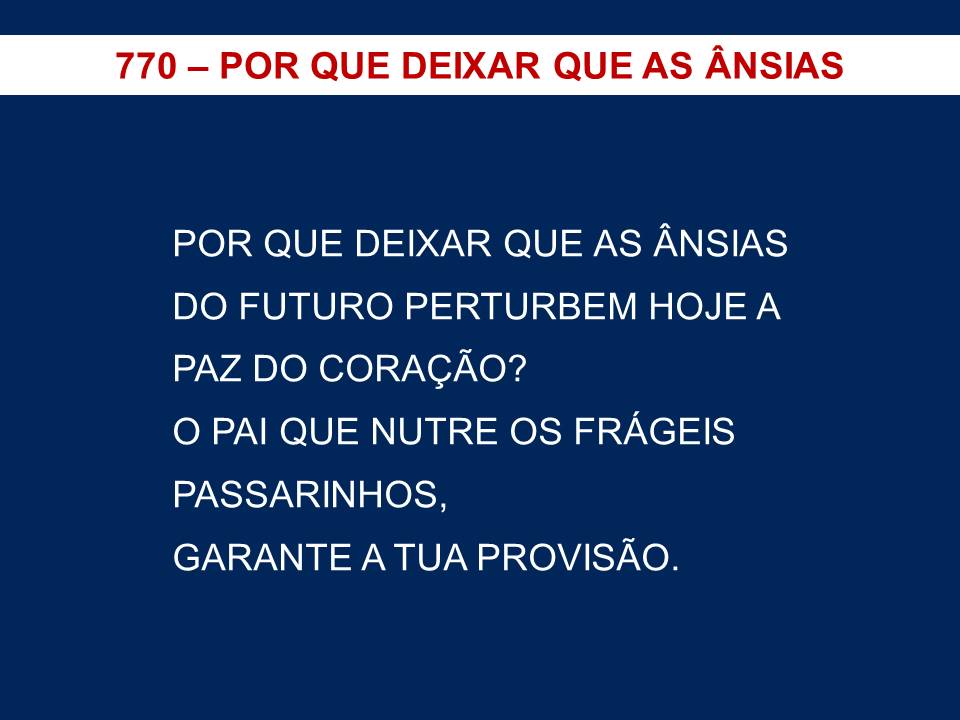 770 – POR QUE DEIXAR QUE AS ÂNSIAS
POR QUE DEIXAR QUE AS ÂNSIAS
DO FUTURO PERTURBEM HOJE A
PAZ DO CORAÇÃO?
O PAI QUE NUTRE OS FRÁGEIS
PASSARINHOS,
GARANTE A TUA PROVISÃO.